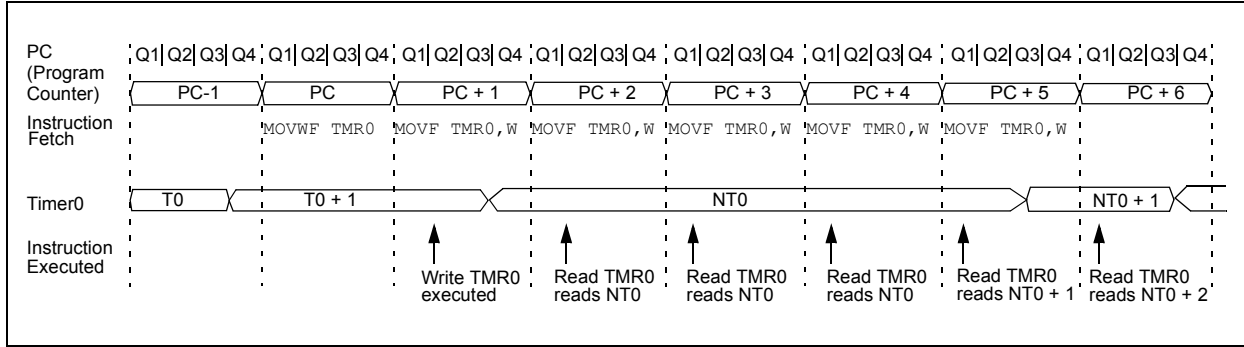 PC
(Program
Counter)
Q1 Q2 Q3 Q4 Q1 Q2 Q3 Q4 Q1 Q2 Q3 Q4 Q1 Q2 Q3 Q4 Q1 Q2 Q3 Q4 Q1 Q2 Q3 Q4 Q1 Q2 Q3 Q4 Q1 Q2 Q3 Q4
PC-1 PC PC + 1 PC + 2 PC + 3 PC + 4 PC + 5 PC + 6
Instruction
Fetch
MOVWF TMR0 MOVF TMR0,W MOVF TMR0,W MOVF TMR0,W MOVF TMR0,W MOVF TMR0,W
Timer0
T0 T0 + 1 NT0 NT0 + 1
Instruction
Executed
Write TMR0
executed
Read TMR0
reads NT0
Read TMR0
reads NT0
Read TMR0
reads NT0
Read TMR0
reads NT0 + 1
Read TMR0
reads NT0 + 2